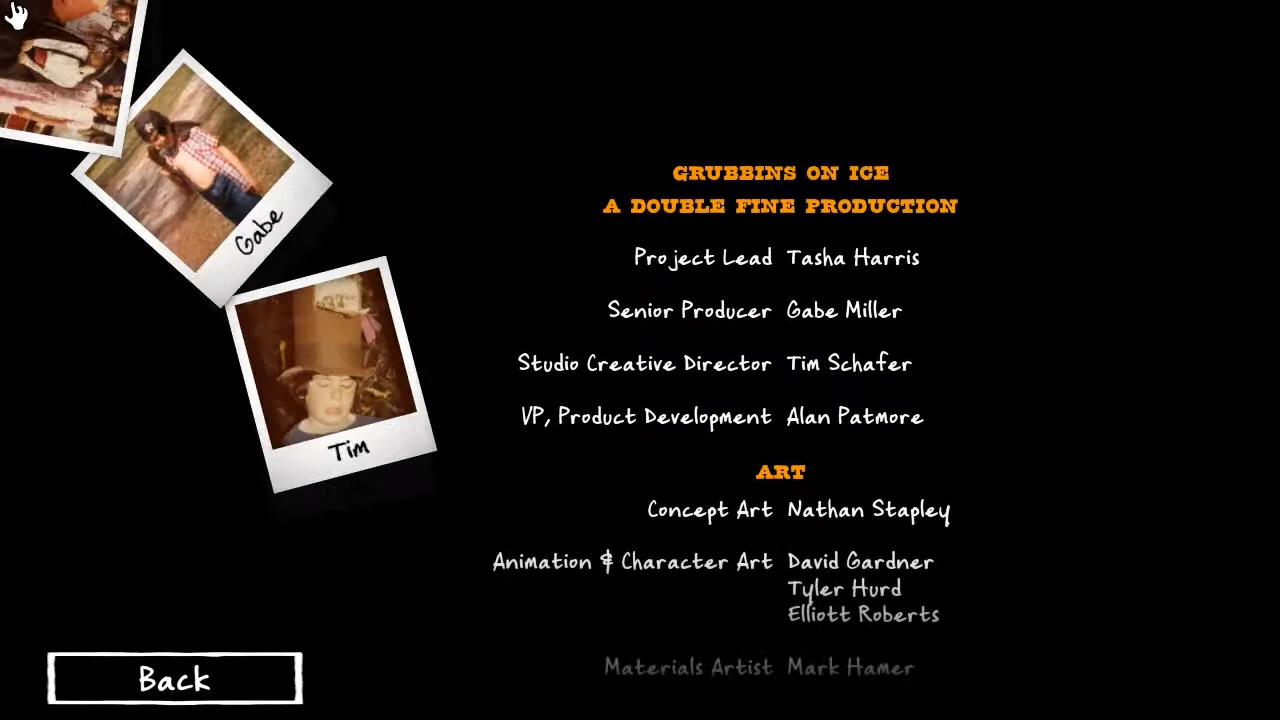 Gabe
Tim
GRUBBINS ON ICE
A DOUBLE FINE PRODUCTION
Project Lead Tasha Harris
Senior Producer Gabe Miller
Studio Creative Director Tim Schafer
VP, Product Development Alan Patmore
ART
Concept Art Nathan Stapley
Animation & Character Art David Gardner
Tyler Hurd
Elliott Roberts
Materials Artist Mark Hamer
Back